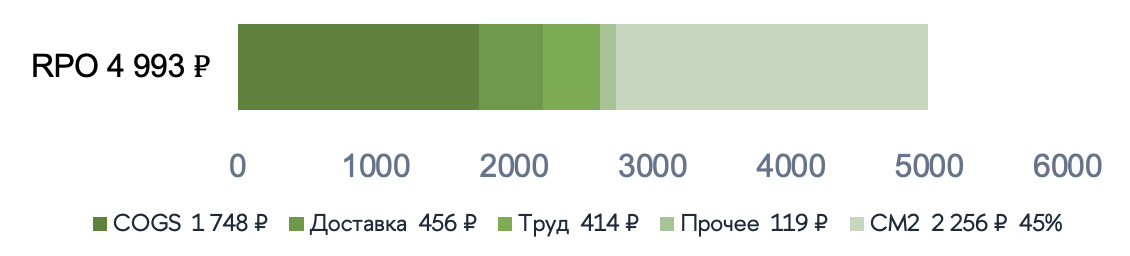 RPO 4 993 ₽
0 1000 2000 3000 4000 5000 6000
COGS 1 748 ₽ Доставка 456 ₽ Труд 414 ₽ Прочее 119 ₽ CM2 2 256 ₽ 45%